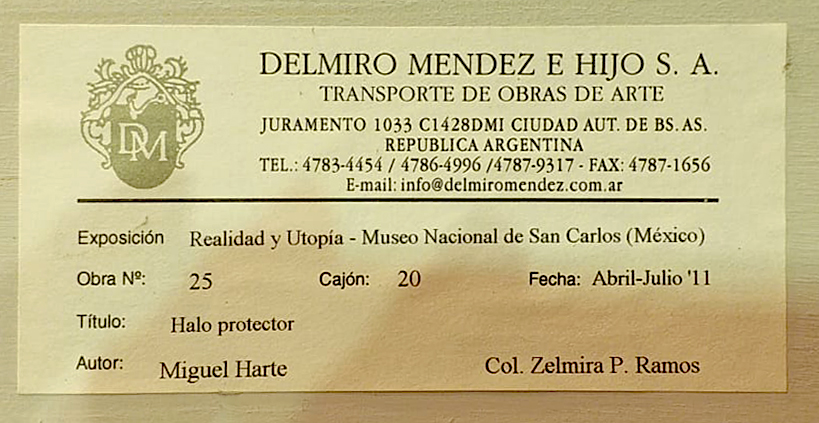 DM
DELMIRO MENDEZ E HIJO S. A.
TRANSPORTE DE OBRAS DE ARTE
JURAMENTO 1033 C1428DMI CIUDAD AUT. DE BS. AS.
REPUBLICA ARGENTINA
TEL.: 4783-4454 / 4786-4996 /4787-9317 - FAX: 4787-1656
E-mail: info@delmiromendez.com.ar
Exposición Realidad y Utopía - Museo Nacional de San Carlos (México)
Obra Nº: 25 Cajón: 20 Fecha: Abril-Julio '11
Título: Halo protector
Autor: Miguel Harte Col. Zelmira P. Ramos